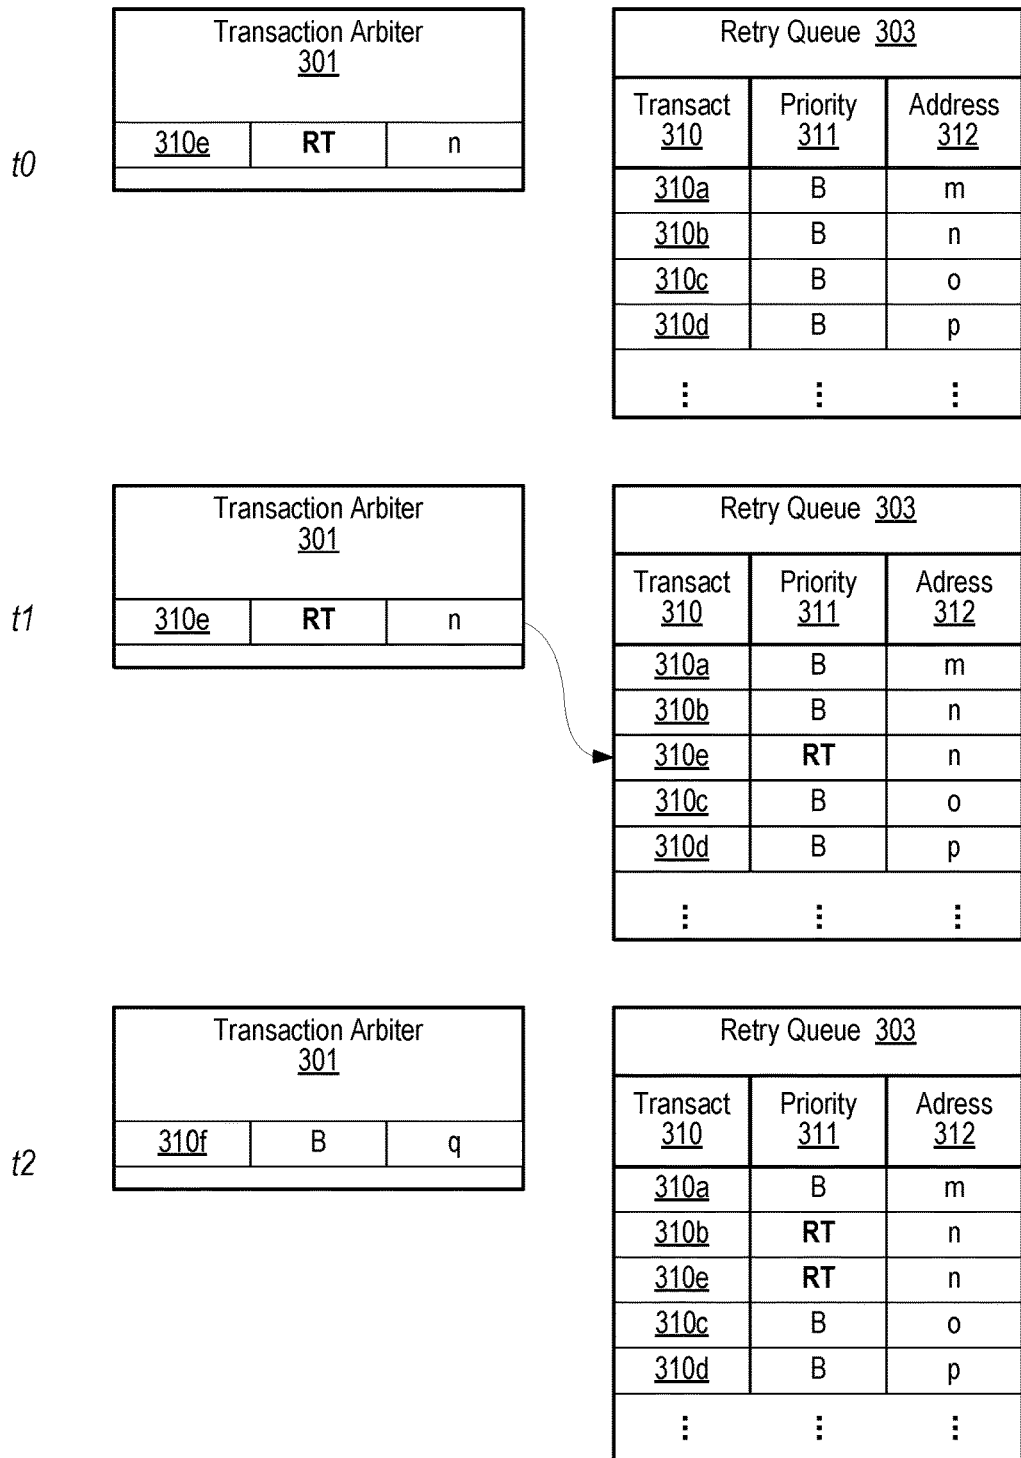 Transaction Arbiter
301
310e RT n
t0
Retry Queue 303
Transact Priority Address
310 311 312
310a B m
310b B n
310c B o
310d B p
⋮ ⋮ ⋮
Transaction Arbiter
301
310e RT n
t1
Retry Queue 303
Transact Priority Adress
310 311 312
310a B m
310b B n
310e RT n
310c B o
310d B p
⋮ ⋮ ⋮
Transaction Arbiter
301
310f B q
t2
Retry Queue 303
Transact Priority Adress
310 311 312
310a B m
310b RT n
310e RT n
310c B o
310d B p
⋮ ⋮ ⋮